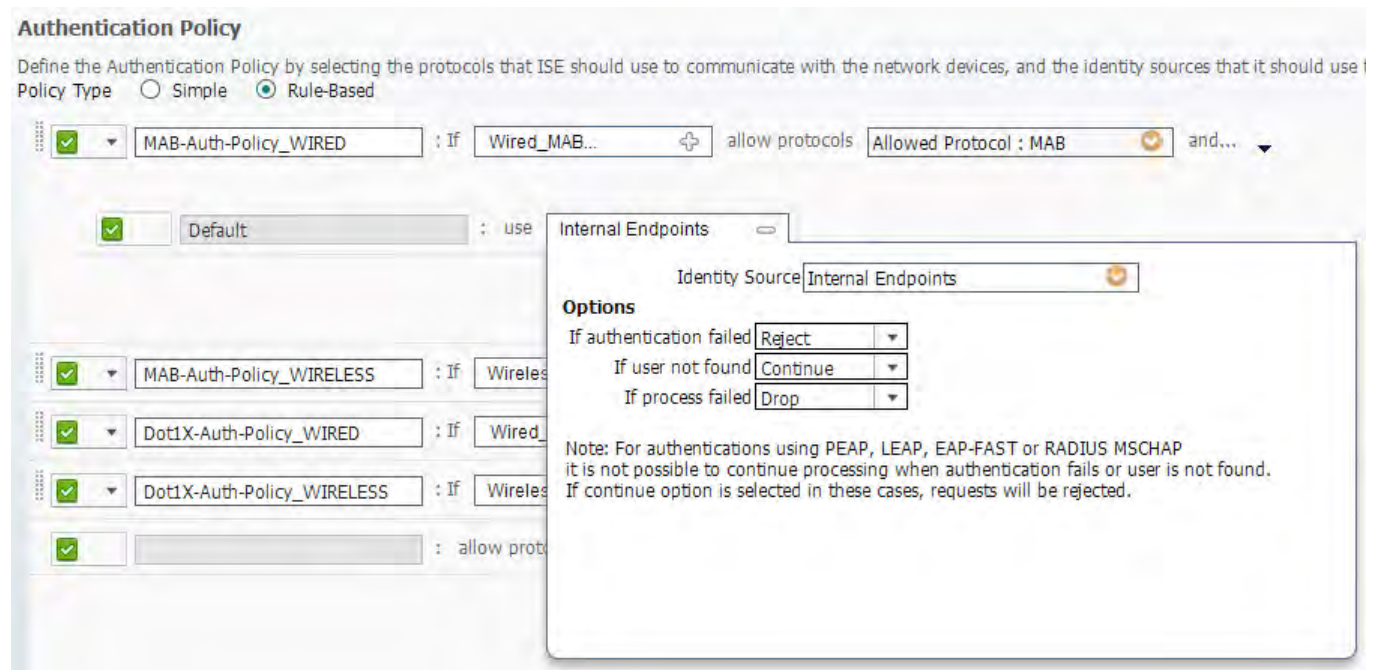 Authentication Policy
Define the Authentication Policy by selecting the protocols that ISE should use to communicate with the network devices, and the identity sources that it should use
Policy Type Simple Rule-Based
MAB-Auth-Policy_WIRED : If Wired_MAB... allow protocols Allowed Protocol : MAB and...
Default : use Internal Endpoints
Identity Source Internal Endpoints
Options
If authentication failed Reject
If user not found Continue
If process failed Drop
Note: For authentications using PEAP, LEAP, EAP-FAST or RADIUS MSCHAP
it is not possible to continue processing when authentication fails or user is not found.
If continue option is selected in these cases, requests will be rejected.
MAB-Auth-Policy_WIRELESS : If Wireles
Dot1X-Auth-Policy_WIRED : If Wired_
Dot1X-Auth-Policy_WIRELESS : If Wireles
: allow prot